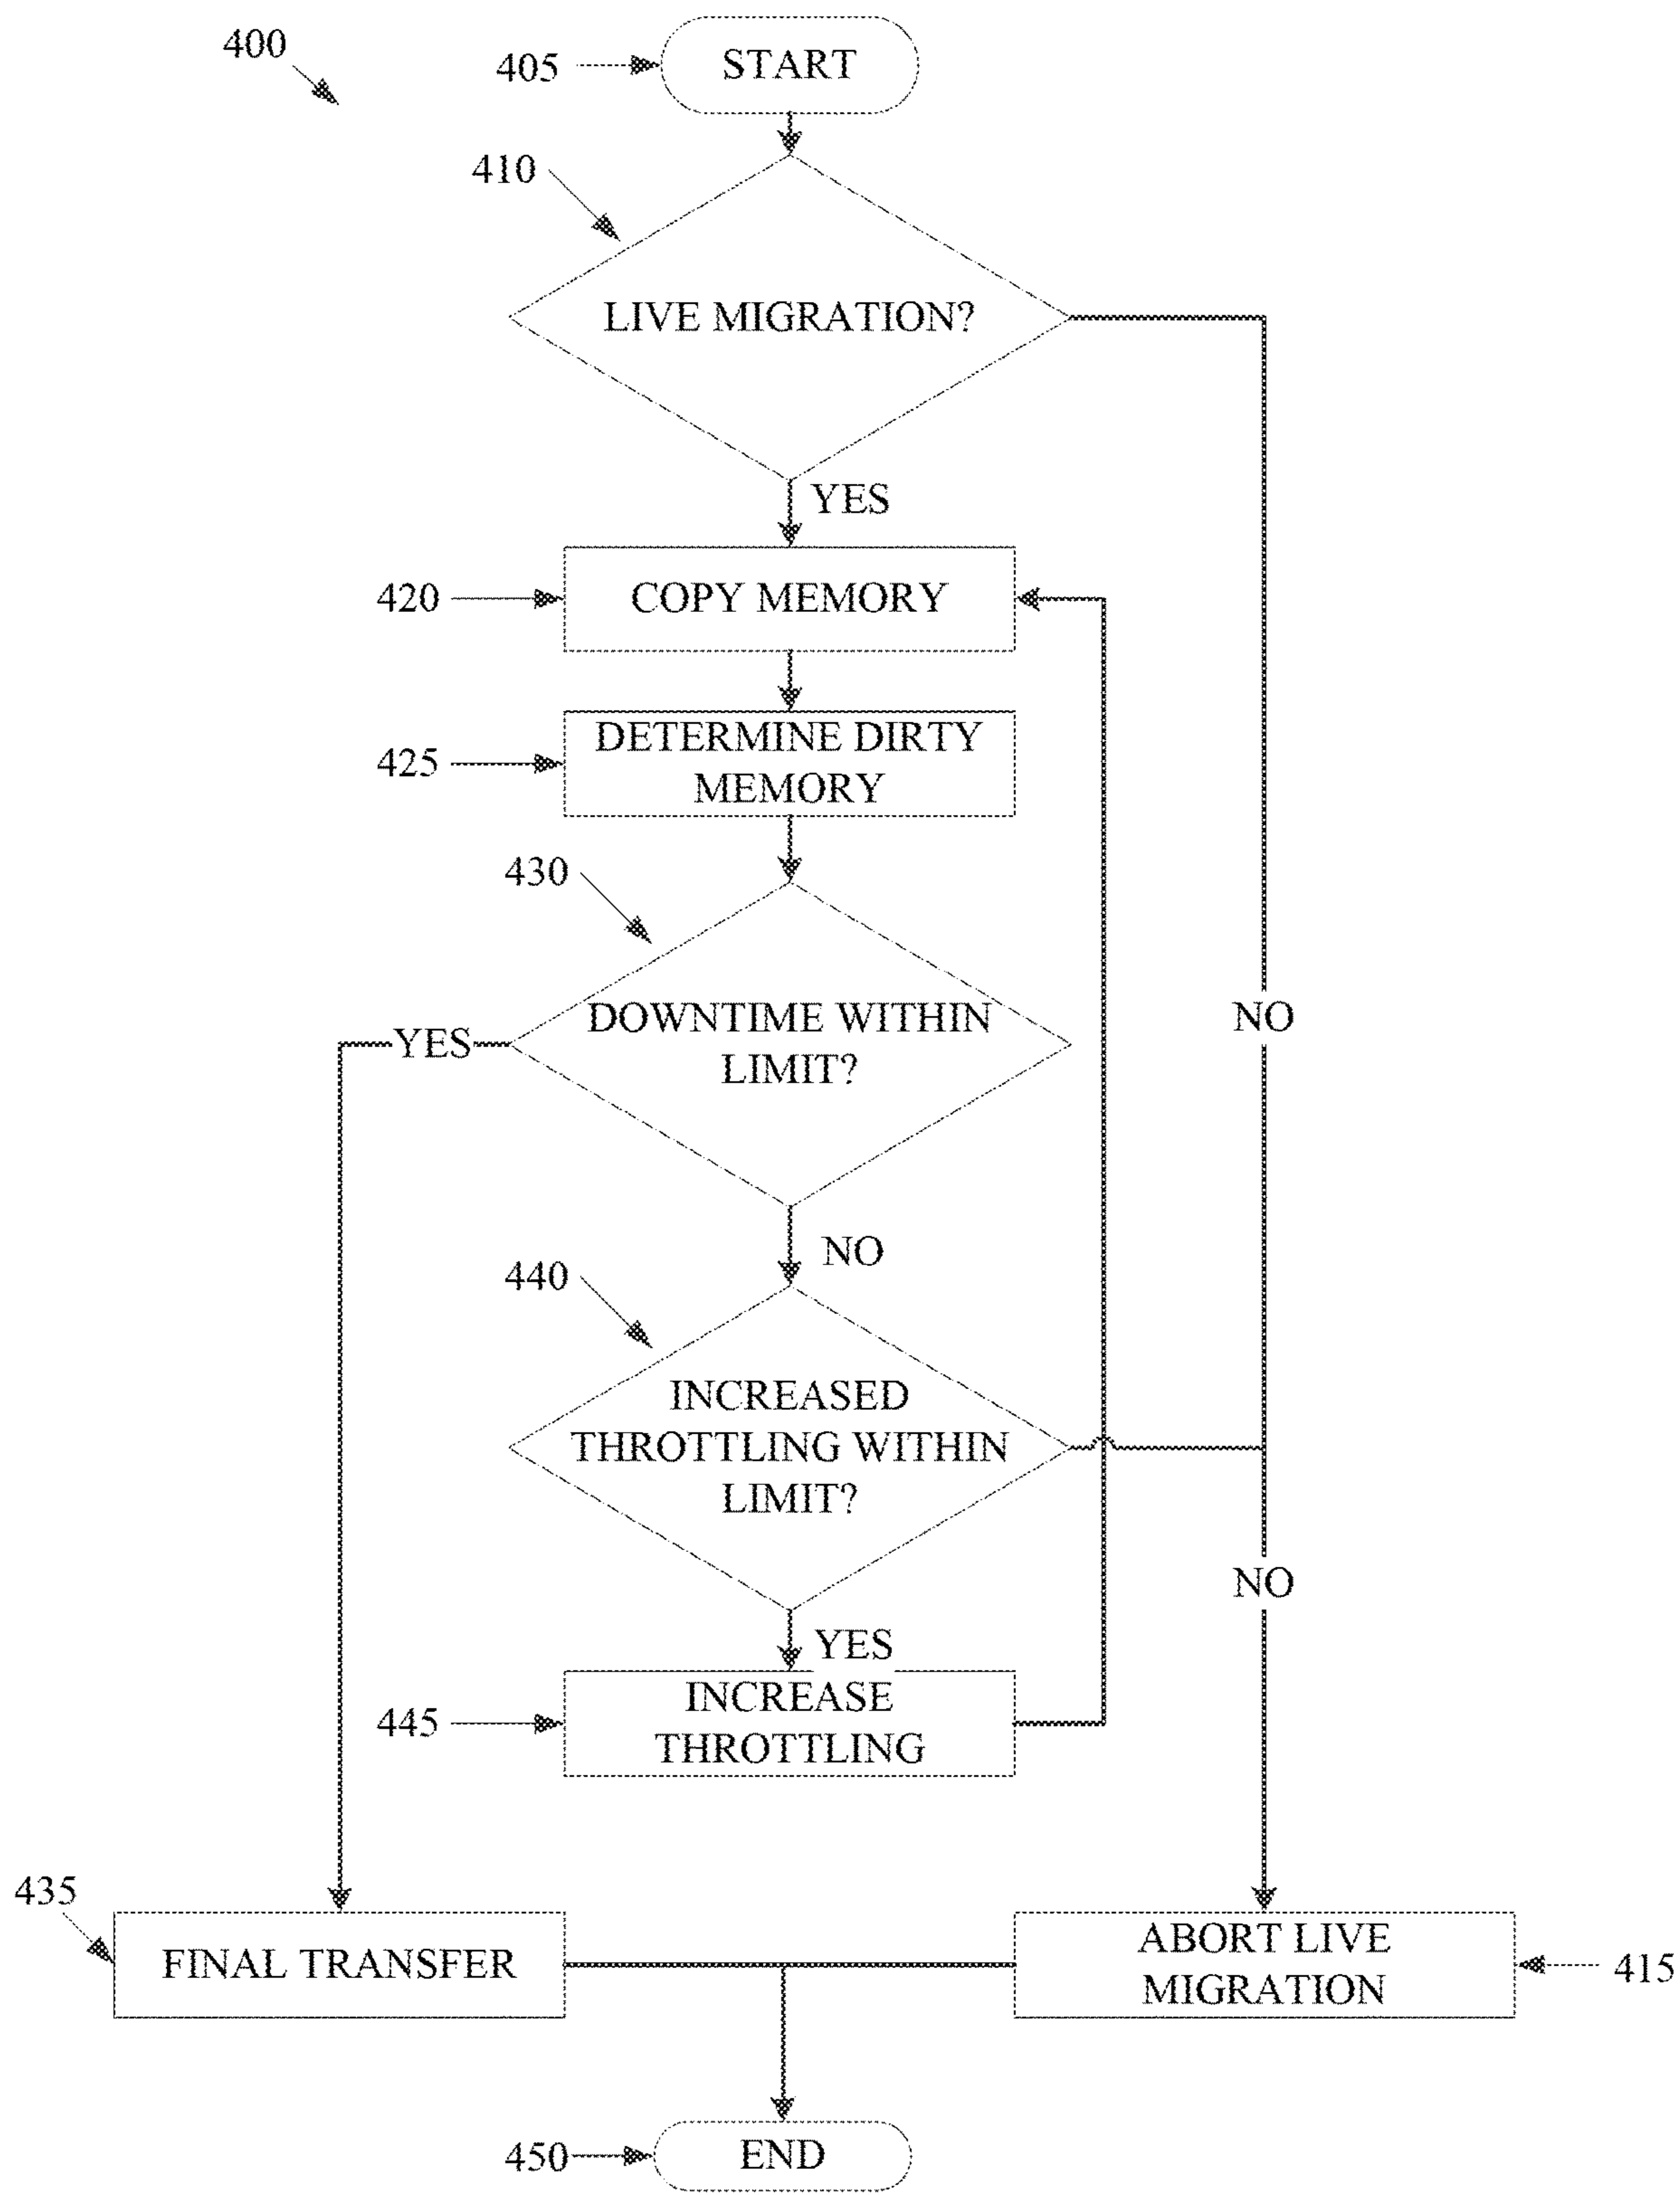 400
405
START
410
LIVE MIGRATION?
YES
420
COPY MEMORY
425
DETERMINE DIRTY
MEMORY
430
DOWNTIME WITHIN
LIMIT?
YES
NO
NO
440
INCREASED
THROTTLING WITHIN
LIMIT?
NO
YES
445
INCREASE
THROTTLING
435
FINAL TRANSFER
ABORT LIVE
MIGRATION
415
450
END